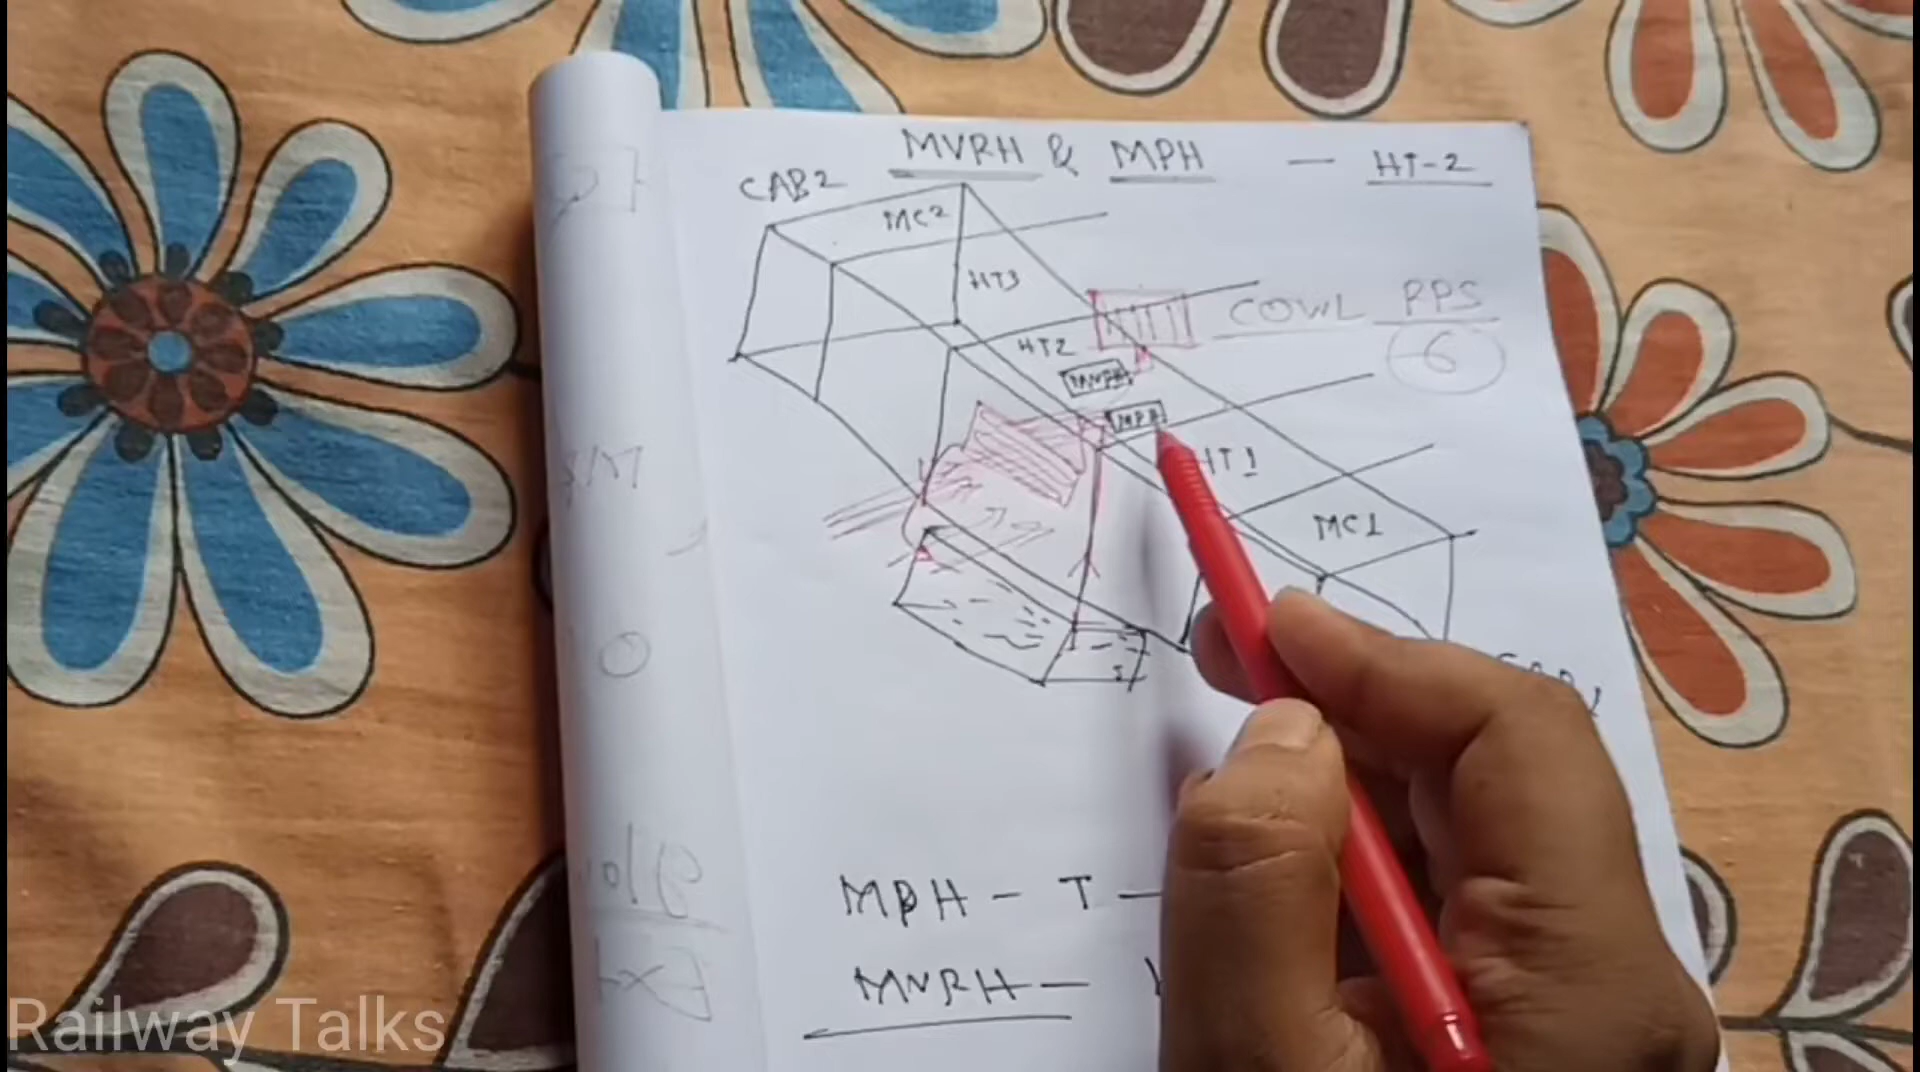 MVRH & MPH — HT-2
CAB2
MC2
HT3
COWL PPS
6
HT2
MVRH
MPH
HT1
MC1
MPH - T -
MVRH -
Railway Talks